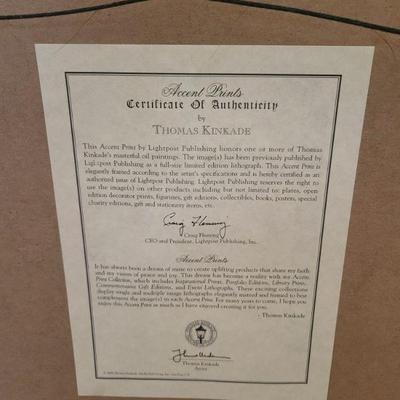 Accent Prints
Certificate Of Authenticity
by
THOMAS KINKADE
This Accent Print by Lightpost Publishing honors one or more of Thomas
Kinkade's masterful oil paintings. The image(s) has been previously published by
Lightpost Publishing as a full-size limited edition lithograph. This Accent Print is
elegantly framed according to the artist's specifications and is hereby certified as an
authorized issue of Lightpost Publishing. Lightpost Publishing reserves the right to
use the image(s) on other products including but not limited to: plates, open
edition decorator prints, figurines, gift editions, collectibles, books, posters, special
charity editions, gift and stationery items, etc.
Craig Fleming
CEO and President, Lightpost Publishing, Inc.
Accent Prints
It has always been a dream of mine to create uplifting products that share my faith
and my vision of peace and joy. This dream has become a reality with my Accent
Print Collection, which includes Inspirational Prints, Portfolio Editions, Library Prints,
Commemorative Gift Editions, and Event Lithographs. These exciting collections
display single and multiple image lithographs elegantly matted and framed to best
complement the image(s) in each Accent Print. For many years to come, I hope you
enjoy this Accent Print as much as I have enjoyed creating it for you.
- Thomas Kinkade
Thomas Kinkade
Artist